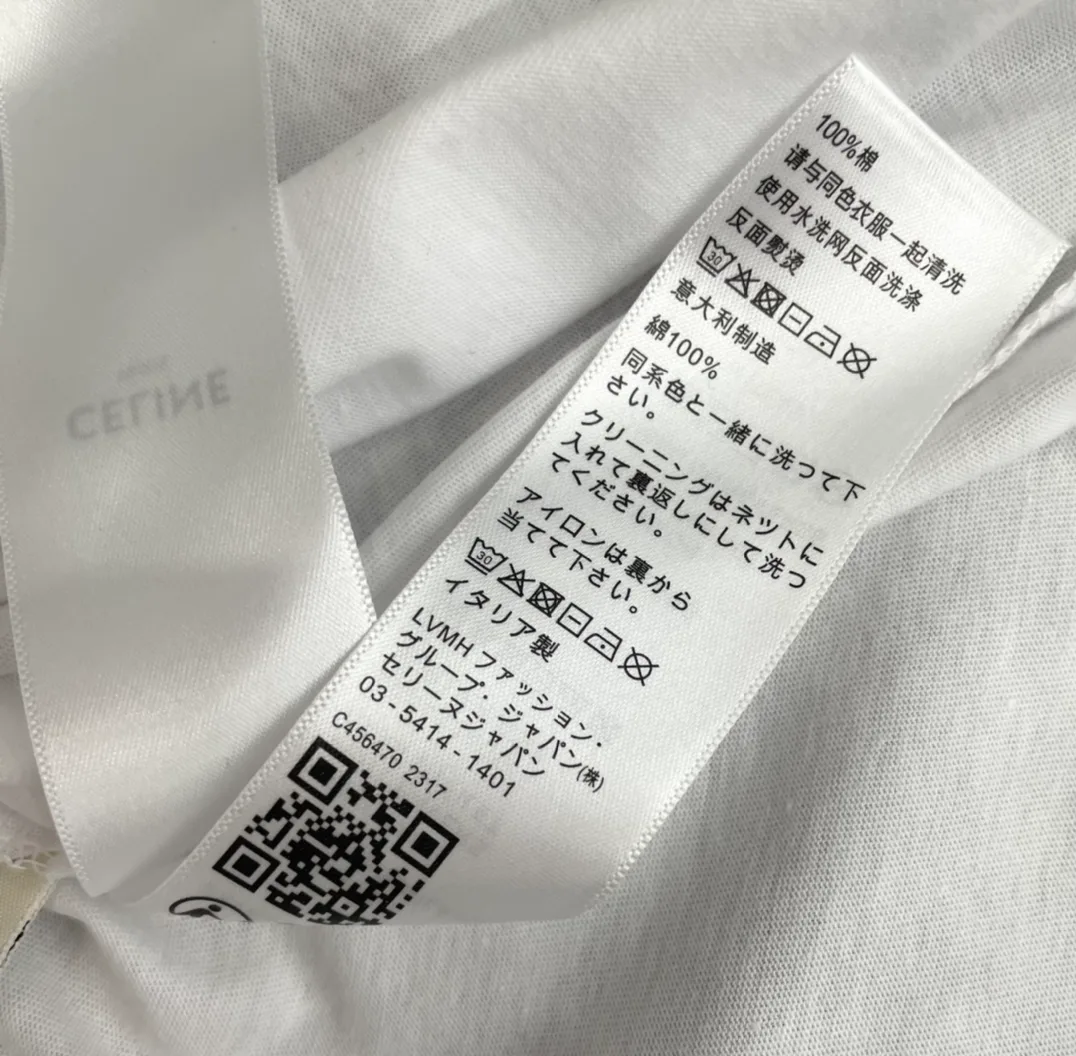 CELINE
100%棉
请与同色衣服一起清洗
使用水洗网反面洗涤
反面熨烫
30
意大利制造
綿100%
同系色と一緒に洗って下
さい。
クリーニングはネットに
入れて裏返しにして洗っ
てください。
アイロンは裏から
当てて下さい。
30
イタリア製
LVMH ファッション・
グループ・ジャパン(株)
セリーヌジャパン
03-5414-1401
C456470 2317